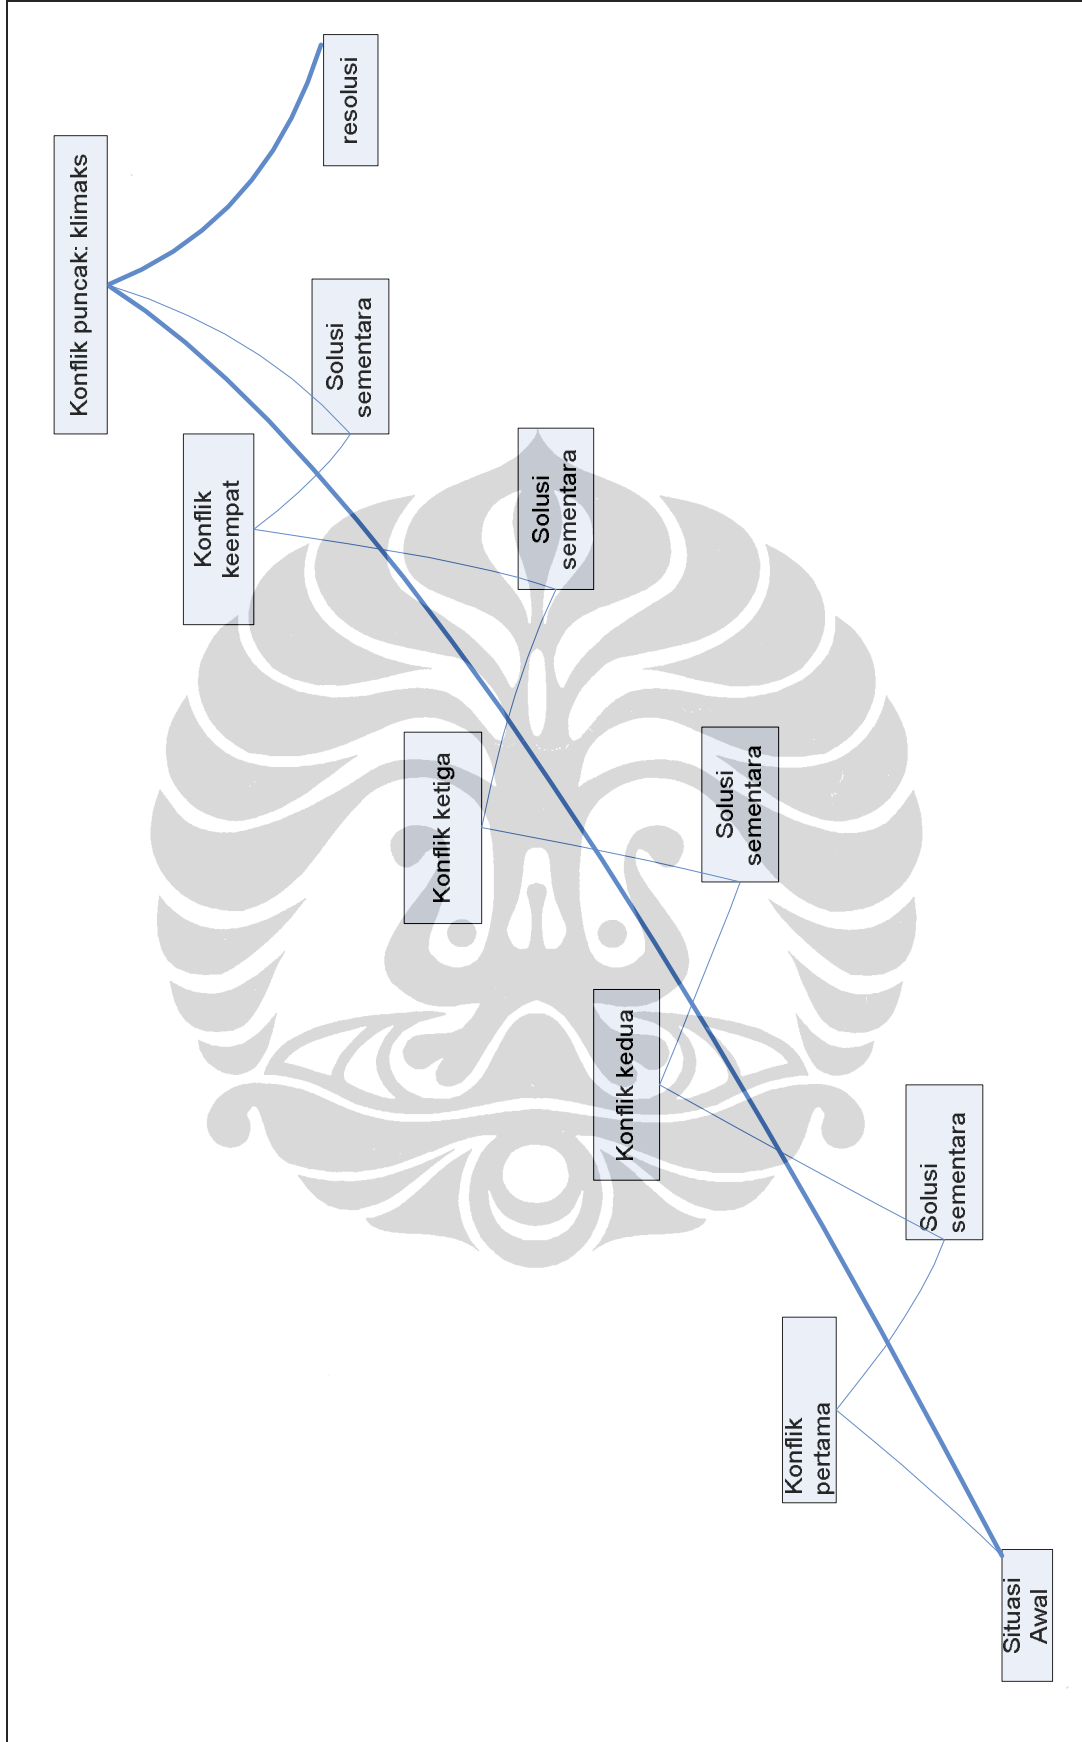 Situasi
Awal
Konflik
pertama
Solusi
sementara
Konflik kedua
Solusi
sementara
Konflik ketiga
Solusi
sementara
Konflik
keempat
Solusi
sementara
Konflik puncak: klimaks
resolusi